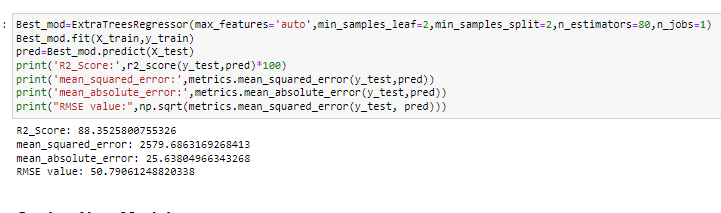 : Best_mod=ExtraTreesRegressor(max_features='auto',min_samples_leaf=2,min_samples_split=2,n_estimators=80,n_jobs=1)
Best_mod.fit(X_train,y_train)
pred=Best_mod.predict(X_test)
print('R2_Score:',r2_score(y_test,pred)*100)
print('mean_squared_error:',metrics.mean_squared_error(y_test,pred))
print('mean_absolute_error:',metrics.mean_absolute_error(y_test,pred))
print("RMSE value:",np.sqrt(metrics.mean_squared_error(y_test, pred)))
R2_Score: 88.3525800755326
mean_squared_error: 2579.6863169268413
mean_absolute_error: 25.63804966343268
RMSE value: 50.79061248820338